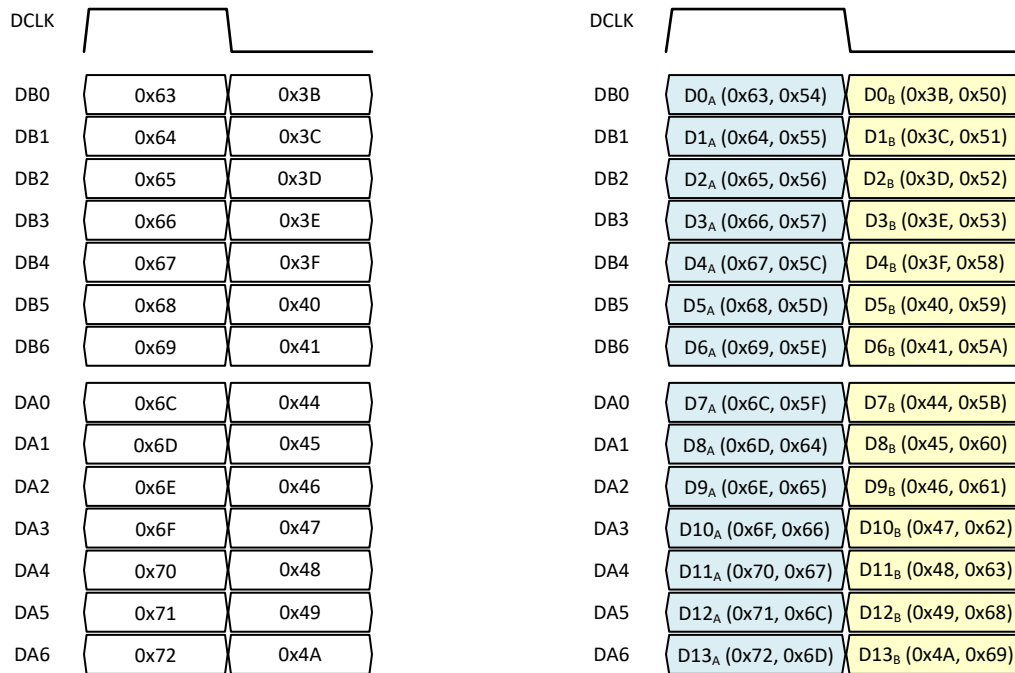 DCLK DCLK
DB0 0x63 0x3B DB0 D0A (0x63, 0x54) D0B (0x3B, 0x50)
DB1 0x64 0x3C DB1 D1A (0x64, 0x55) D1B (0x3C, 0x51)
DB2 0x65 0x3D DB2 D2A (0x65, 0x56) D2B (0x3D, 0x52)
DB3 0x66 0x3E DB3 D3A (0x66, 0x57) D3B (0x3E, 0x53)
DB4 0x67 0x3F DB4 D4A (0x67, 0x5C) D4B (0x3F, 0x58)
DB5 0x68 0x40 DB5 D5A (0x68, 0x5D) D5B (0x40, 0x59)
DB6 0x69 0x41 DB6 D6A (0x69, 0x5E) D6B (0x41, 0x5A)
DA0 0x6C 0x44 DA0 D7A (0x6C, 0x5F) D7B (0x44, 0x5B)
DA1 0x6D 0x45 DA1 D8A (0x6D, 0x64) D8B (0x45, 0x60)
DA2 0x6E 0x46 DA2 D9A (0x6E, 0x65) D9B (0x46, 0x61)
DA3 0x6F 0x47 DA3 D10A (0x6F, 0x66) D10B (0x47, 0x62)
DA4 0x70 0x48 DA4 D11A (0x70, 0x67) D11B (0x48, 0x63)
DA5 0x71 0x49 DA5 D12A (0x71, 0x6C) D12B (0x49, 0x68)
DA6 0x72 0x4A DA6 D13A (0x72, 0x6D) D13B (0x4A, 0x69)